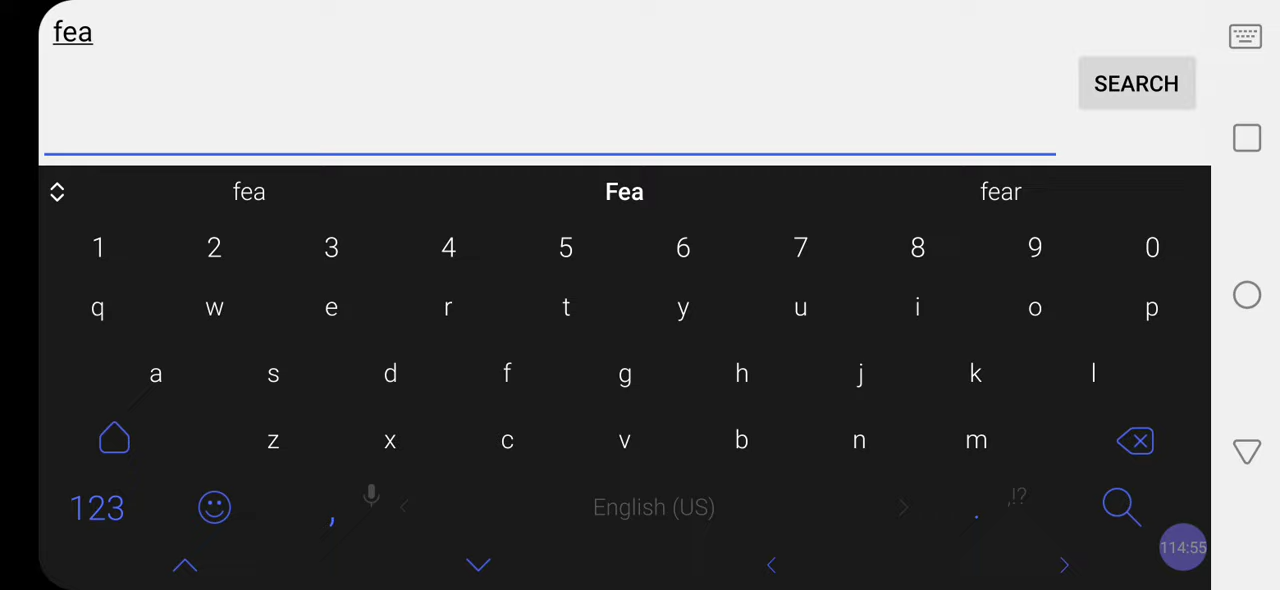 fea
SEARCH
fea Fea fear
1 2 3 4 5 6 7 8 9 0
q w e r t y u i o p
a s d f g h j k l
z x c v b n m
123 , English (US) . ,!?
114:55